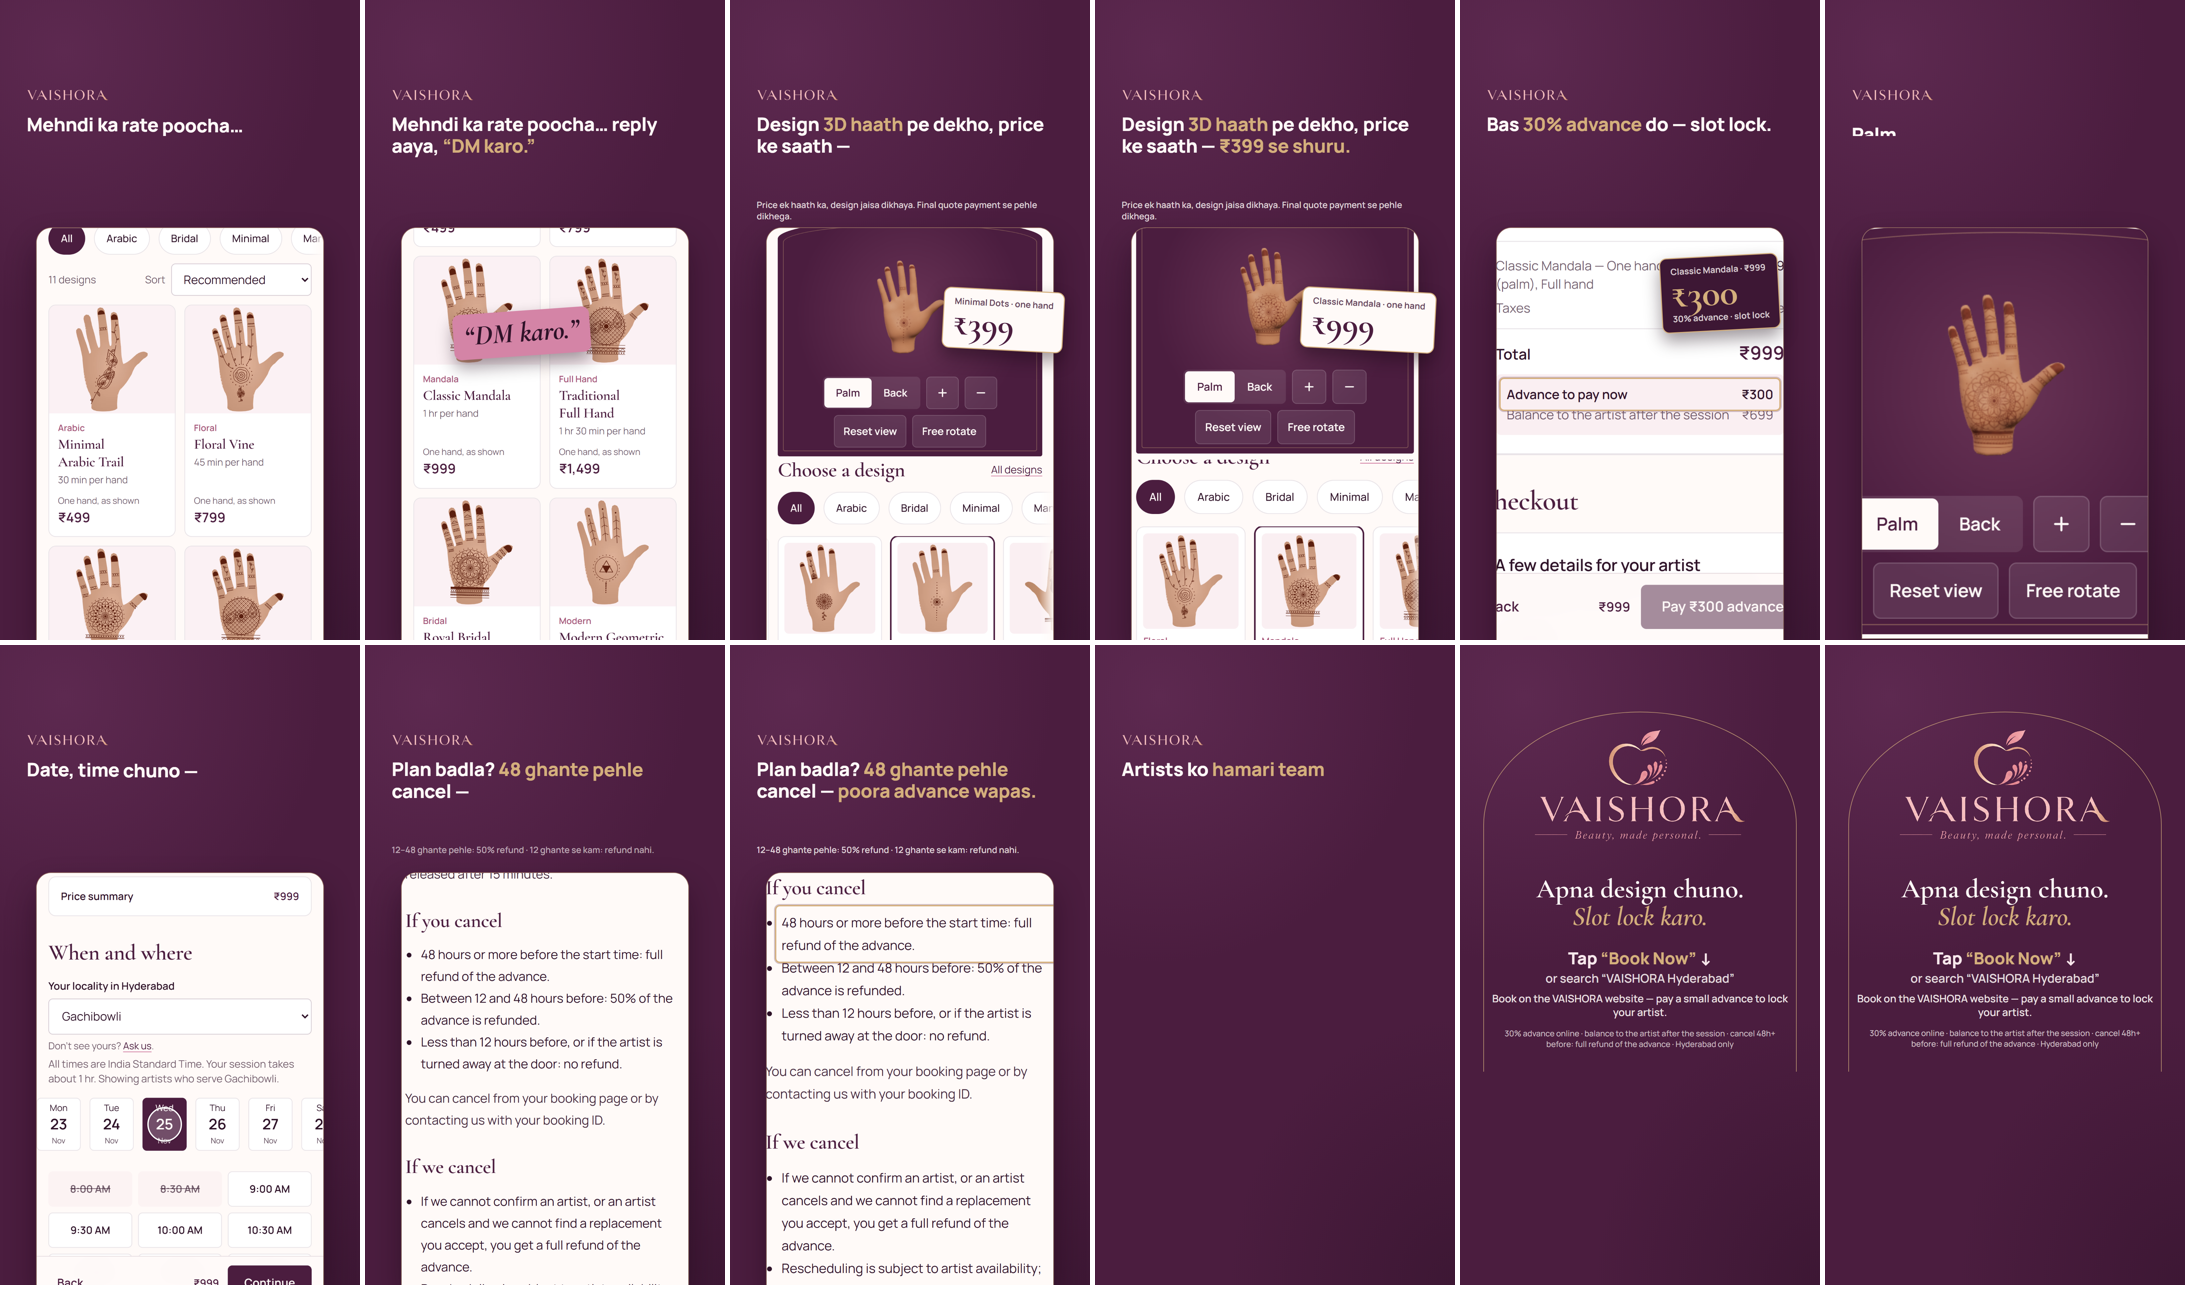 VAISHORA
Mehndi ka rate poocha...
All
Arabic
Bridal
Minimal
11 designs
Sort
Recommended
Arabic
Minimal
Arabic Trail
30 min per hand
One hand, as shown
₹499
Floral
Floral Vine
45 min per hand
One hand, as shown
₹799
VAISHORA
Mehndi ka rate poocha... reply
aaya, “DM karo.”
₹499
₹799
“DM karo.”
Mandala
Classic Mandala
1 hr per hand
One hand, as shown
₹999
Full Hand
Traditional
Full Hand
1 hr 30 min per hand
One hand, as shown
₹1,499
Bridal
Royal Bridal
Modern
Modern Geometric
VAISHORA
Design 3D haath pe dekho, price
ke saath —
Price ek haath ka, design jaisa dikhaya. Final quote payment se pehle
dikhega.
Minimal Dots · one hand
₹399
Palm
Back
+
−
Reset view
Free rotate
Choose a design
All designs
All
Arabic
Bridal
Minimal
VAISHORA
Design 3D haath pe dekho, price
ke saath — ₹399 se shuru.
Price ek haath ka, design jaisa dikhaya. Final quote payment se pehle
dikhega.
Classic Mandala · one hand
₹999
Palm
Back
+
−
Reset view
Free rotate
Choose a design
All
Arabic
Bridal
Minimal
VAISHORA
Bas 30% advance do — slot lock.
Classic Mandala — One hand
(palm), Full hand
Taxes
Classic Mandala · ₹999
₹300
30% advance · slot lock
Total
₹999
Advance to pay now
₹300
Balance to the artist after the session
₹699
heckout
A few details for your artist
ack
₹999
Pay ₹300 advance
VAISHORA
Palm
Palm
Back
+
−
Reset view
Free rotate
VAISHORA
Date, time chuno —
Price summary
₹999
When and where
Your locality in Hyderabad
Gachibowli
Don't see yours? Ask us.
All times are India Standard Time. Your session takes
about 1 hr. Showing artists who serve Gachibowli.
Mon
23
Nov
Tue
24
Nov
Wed
25
Nov
Thu
26
Nov
Fri
27
Nov
8:00 AM
8:30 AM
9:00 AM
9:30 AM
10:00 AM
10:30 AM
Back
₹999
Continue
VAISHORA
Plan badla? 48 ghante pehle
cancel —
12–48 ghante pehle: 50% refund · 12 ghante se kam: refund nahi.
released after 15 minutes.
If you cancel
• 48 hours or more before the start time: full
refund of the advance.
• Between 12 and 48 hours before: 50% of the
advance is refunded.
• Less than 12 hours before, or if the artist is
turned away at the door: no refund.
You can cancel from your booking page or by
contacting us with your booking ID.
If we cancel
• If we cannot confirm an artist, or an artist
cancels and we cannot find a replacement
you accept, you get a full refund of the
advance.
VAISHORA
Plan badla? 48 ghante pehle
cancel — poora advance wapas.
12–48 ghante pehle: 50% refund · 12 ghante se kam: refund nahi.
If you cancel
• 48 hours or more before the start time: full
refund of the advance.
• Between 12 and 48 hours before: 50% of the
advance is refunded.
• Less than 12 hours before, or if the artist is
turned away at the door: no refund.
You can cancel from your booking page or by
contacting us with your booking ID.
If we cancel
• If we cannot confirm an artist, or an artist
cancels and we cannot find a replacement
you accept, you get a full refund of the
advance.
• Rescheduling is subject to artist availability;
VAISHORA
Artists ko hamari team
VAISHORA
Beauty, made personal.
Apna design chuno.
Slot lock karo.
Tap “Book Now” ↓
or search “VAISHORA Hyderabad”
Book on the VAISHORA website — pay a small advance to lock
your artist.
30% advance online · balance to the artist after the session · cancel 48h+
before: full refund of the advance · Hyderabad only
VAISHORA
Beauty, made personal.
Apna design chuno.
Slot lock karo.
Tap “Book Now” ↓
or search “VAISHORA Hyderabad”
Book on the VAISHORA website — pay a small advance to lock
your artist.
30% advance online · balance to the artist after the session · cancel 48h+
before: full refund of the advance · Hyderabad only